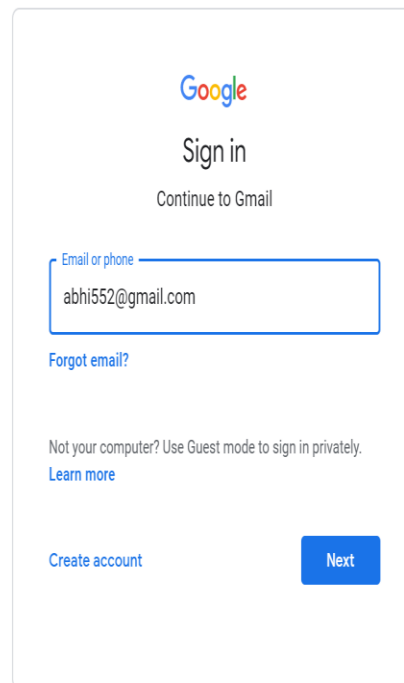 Google
Sign in
Continue to Gmail
Email or phone
abhi552@gmail.com
Forgot email?
Not your computer? Use Guest mode to sign in privately.
Learn more
Create account
Next